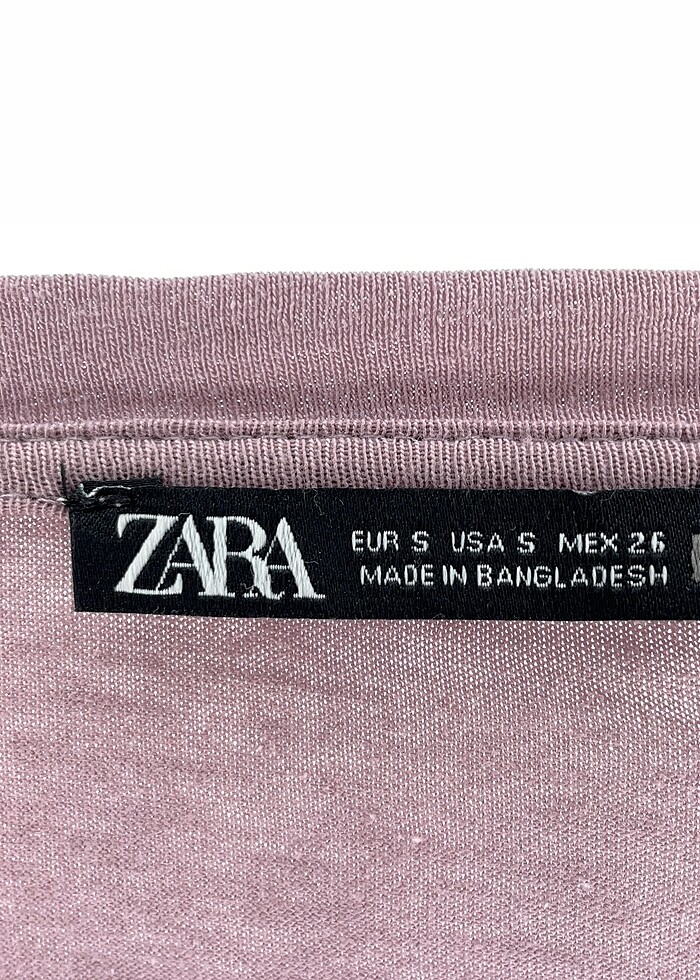 ZARA
EUR S USA S MEX 26
MADE IN BANGLADESH